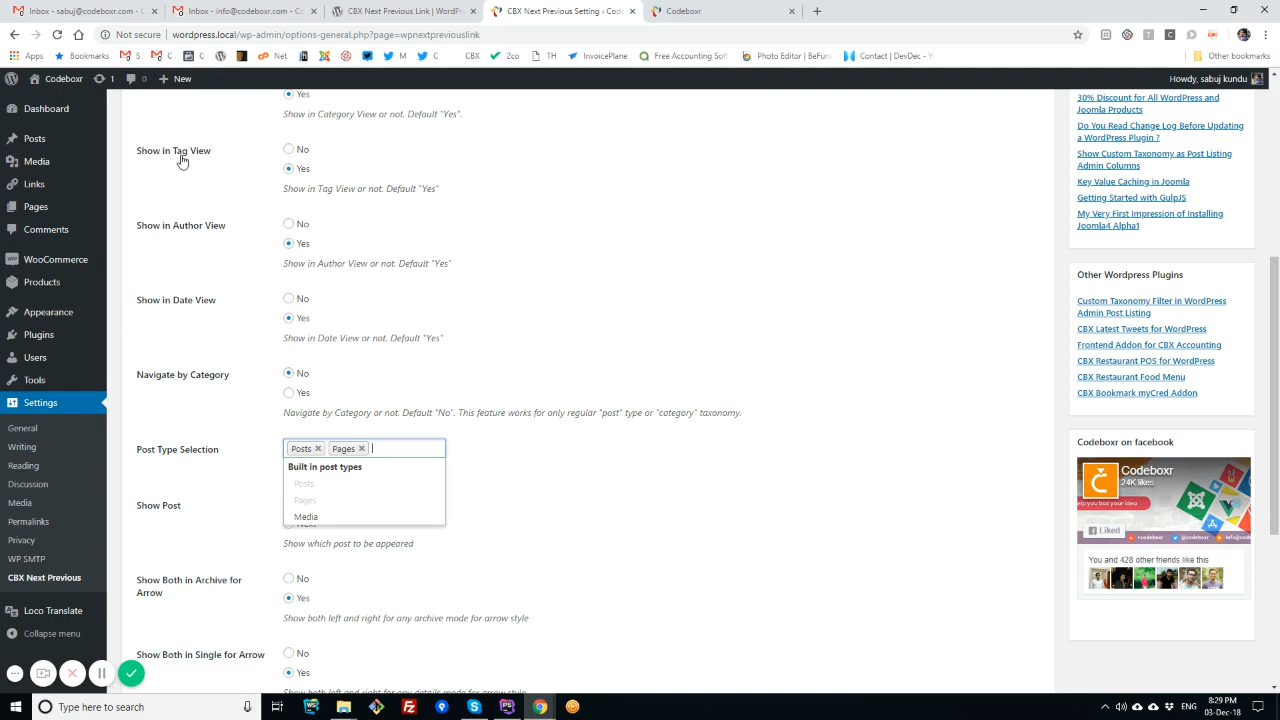 Inbox - sabuj@codeboxr.com - Co
Inbox - info@codeboxr.com - Co
CBX Next Previous Link | WordPre
CBX Next Previous Setting ‹ Code
Codeboxr
Not secure
wordpress.local/wp-admin/options-general.php?page=wpnextpreviouslink
Apps
Bookmarks
M S
M C
C
Net
M
C
CBX
2co
TH
InvoicePlane
Free Accounting Soft
Photo Editor | BeFun
Contact | DevDec - Y
Other bookmarks
Codeboxr
1
0
New
Howdy, sabuj kundu
Dashboard
Posts
Media
Links
Pages
Comments
WooCommerce
Products
Appearance
Plugins
Users
Tools
Settings
General
Writing
Reading
Discussion
Media
Permalinks
Privacy
WP SMTP
CBX Next Previous
Loco Translate
Collapse menu
Yes
Show in Category View or not. Default "Yes".
Show in Tag View
No
Yes
Show in Tag View or not. Default "Yes"
Show in Author View
No
Yes
Show in Author View or not. Default "Yes"
Show in Date View
No
Yes
Show in Date View or not. Default "Yes"
Navigate by Category
No
Yes
Navigate by Category or not. Default "No". This feature works for only regular "post" type or "category" taxonomy.
Post Type Selection
Posts
Pages
Built in post types
Posts
Pages
Media
Show Post
Next
Show which post to be appeared
Show Both in Archive for
Arrow
No
Yes
Show both left and right for any archive mode for arrow style
Show Both in Single for Arrow
No
Yes
Show both left and right for any details mode for arrow style
30% Discount for All WordPress and
Joomla Products
Do You Read Change Log Before Updating
a WordPress Plugin ?
Show Custom Taxonomy as Post Listing
Admin Columns
Key Value Caching in Joomla
Getting Started with GulpJS
My Very First Impression of Installing
Joomla4 Alpha1
Other Wordpress Plugins
Custom Taxonomy Filter in WordPress
Admin Post Listing
CBX Latest Tweets for WordPress
Frontend Addon for CBX Accounting
CBX Restaurant POS for WordPress
CBX Restaurant Food Menu
CBX Bookmark myCred Addon
Codeboxr on facebook
Codeboxr
24K likes
elp you build your idea
Liked
You and 428 other friends like this
Type here to search
ENG
8:29 PM
03-Dec-18